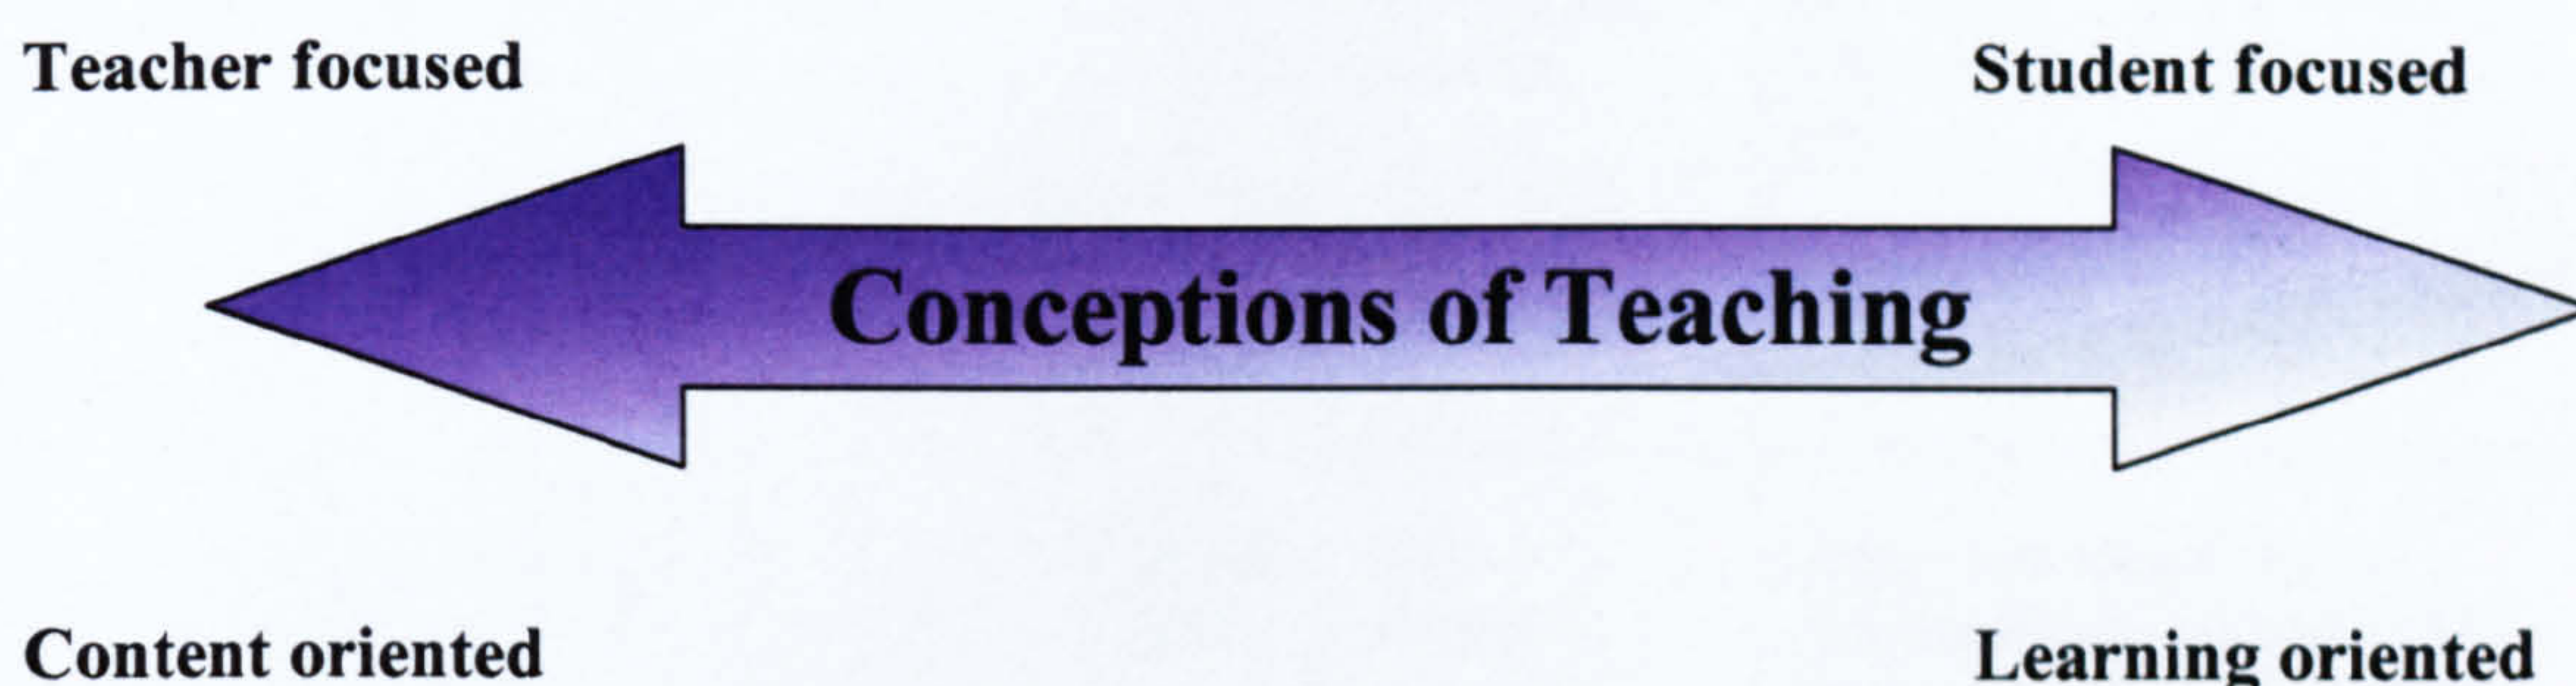 Teacher focused
Student focused
Conceptions of Teaching
Content oriented
Learning oriented